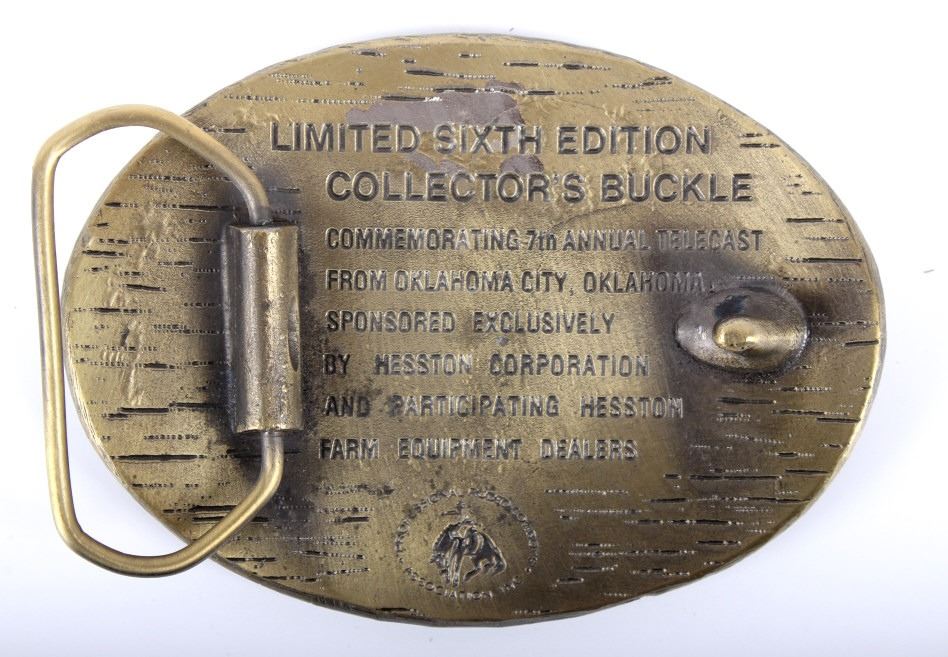 LIMITED SIXTH EDITION
COLLECTOR'S BUCKLE
COMMEMORATING 7th ANNUAL TELECAST
FROM OKLAHOMA CITY, OKLAHOMA
SPONSORED EXCLUSIVELY
BY HESSTON CORPORATION
AND PARTICIPATING HESSTON
FARM EQUIPMENT DEALERS
ASSOCIATION